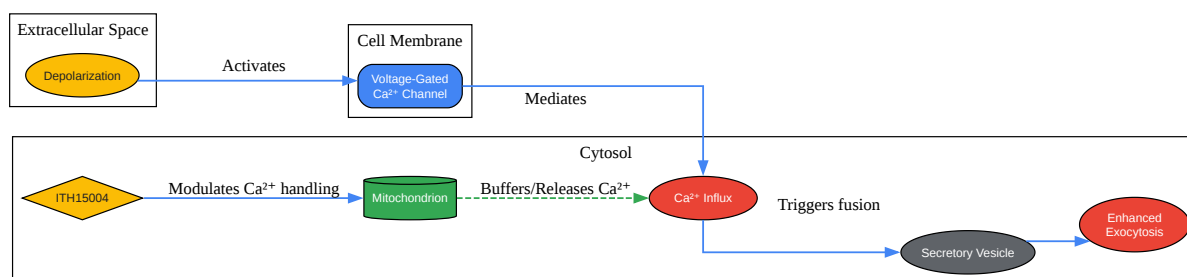 Extracellular Space
Depolarization
Activates
Cell Membrane
Voltage-Gated
Ca²⁺ Channel
Mediates
Cytosol
ITH15004
Modulates Ca²⁺ handling
Mitochondrion
Buffers/Releases Ca²⁺
Ca²⁺ Influx
Triggers fusion
Secretory Vesicle
Enhanced
Exocytosis